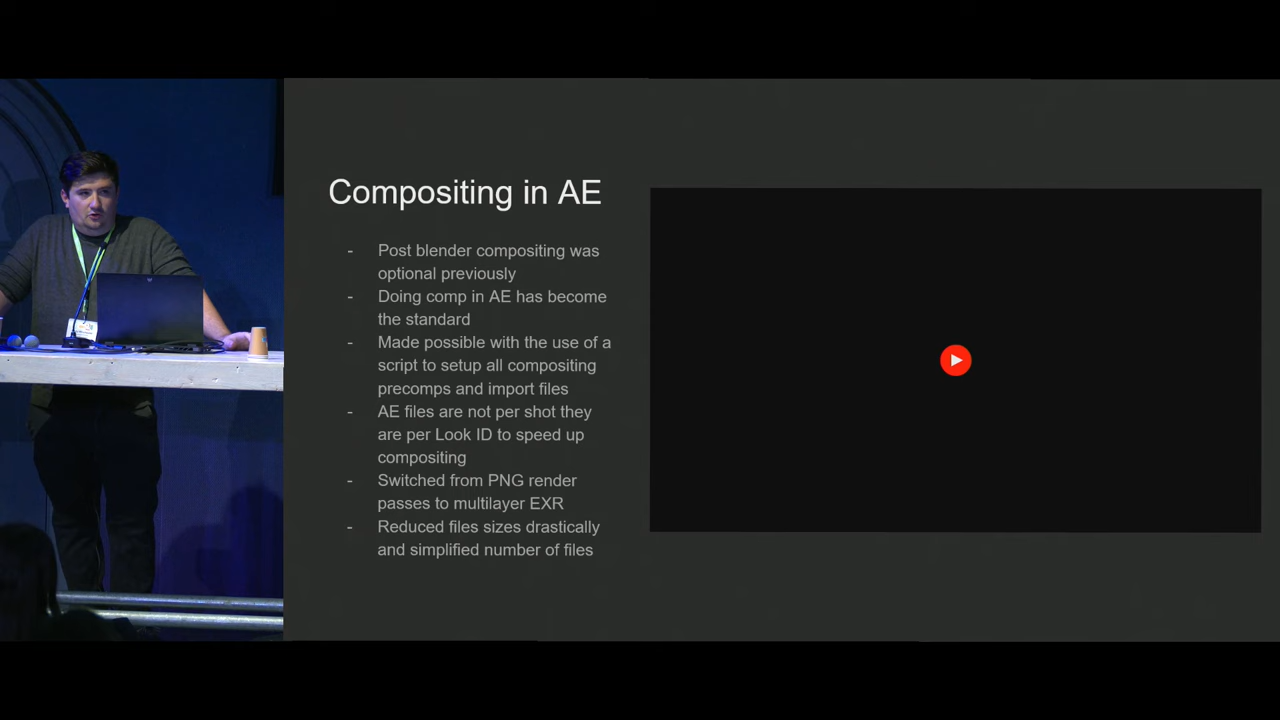 Compositing in AE
- Post blender compositing was
optional previously
- Doing comp in AE has become
the standard
- Made possible with the use of a
script to setup all compositing
precomps and import files
- AE files are not per shot they
are per Look ID to speed up
compositing
- Switched from PNG render
passes to multilayer EXR
- Reduced files sizes drastically
and simplified number of files